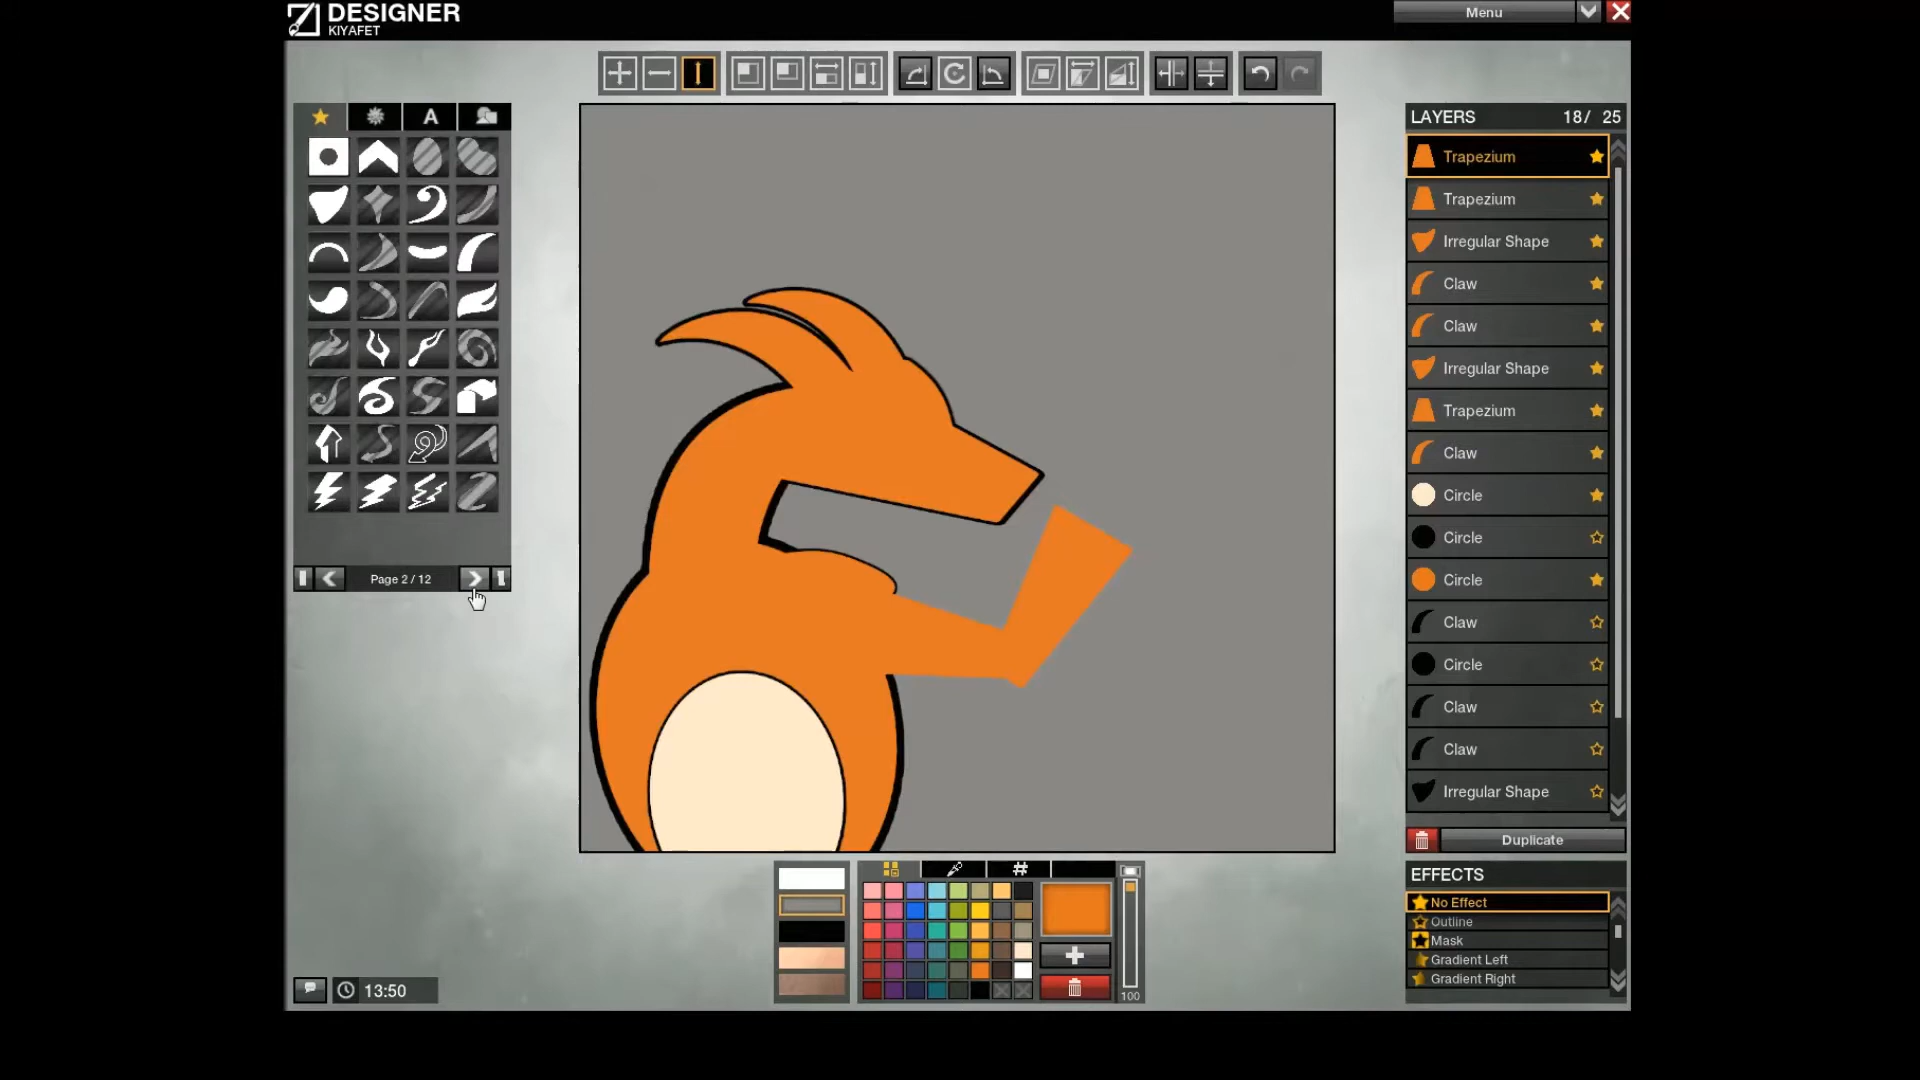 DESIGNER
KIYAFET
Menu
A
LAYERS 18/ 25
Trapezium
Trapezium
Irregular Shape
Claw
Claw
Irregular Shape
Trapezium
Claw
Circle
Circle
Circle
Claw
Circle
Claw
Claw
Irregular Shape
Page 2 / 12
Duplicate
EFFECTS
No Effect
Outline
Mask
Gradient Left
Gradient Right
#
100
13:50